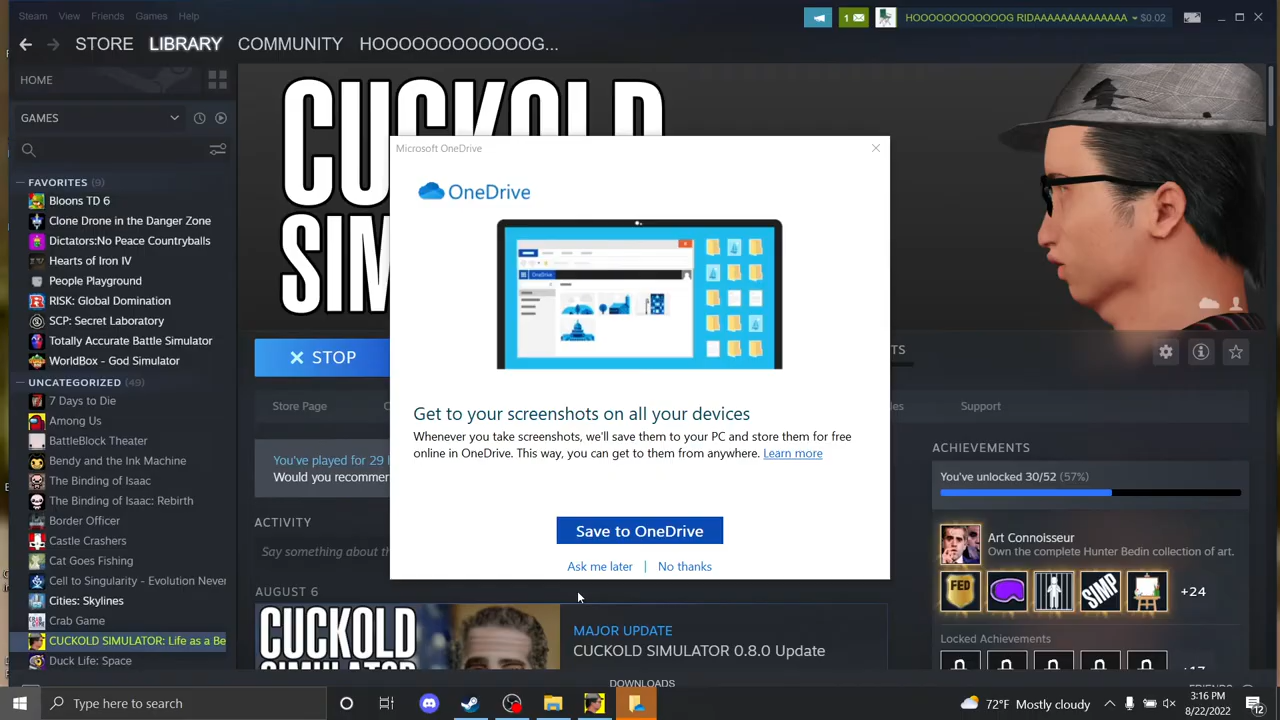 Steam View Friends Games Help
1
HOOOOOOOOOOOG RIDAAAAAAAAAAAAAA $0.02
STORE LIBRARY COMMUNITY HOOOOOOOOOOOOG...
HOME
GAMES
FAVORITES (9)
Bloons TD 6
Clone Drone in the Danger Zone
Dictators:No Peace Countryballs
Hearts of Iron IV
People Playground
RISK: Global Domination
SCP: Secret Laboratory
Totally Accurate Battle Simulator
WorldBox - God Simulator
UNCATEGORIZED (49)
7 Days to Die
Among Us
BattleBlock Theater
Bendy and the Ink Machine
The Binding of Isaac
The Binding of Isaac: Rebirth
Border Officer
Castle Crashers
Cat Goes Fishing
Cell to Singularity - Evolution Never
Cities: Skylines
Crab Game
CUCKOLD SIMULATOR: Life as a Be
Duck Life: Space
CUCKOLD
SIM
Microsoft OneDrive
OneDrive
OneDrive
Get to your screenshots on all your devices
Whenever you take screenshots, we'll save them to your PC and store them for free
online in OneDrive. This way, you can get to them from anywhere. Learn more
Save to OneDrive
Ask me later | No thanks
STOP
TS
Store Page
Support
You've played for 29
Would you recommer
ACTIVITY
Say something about th
AUGUST 6
CUCKOLD
MAJOR UPDATE
CUCKOLD SIMULATOR 0.8.0 Update
ACHIEVEMENTS
You've unlocked 30/52 (57%)
Art Connoisseur
Own the complete Hunter Bedin collection of art.
FED
SIMP
+24
Locked Achievements
DOWNLOADS
Type here to search
72°F Mostly cloudy
3:16 PM
8/22/2022
12